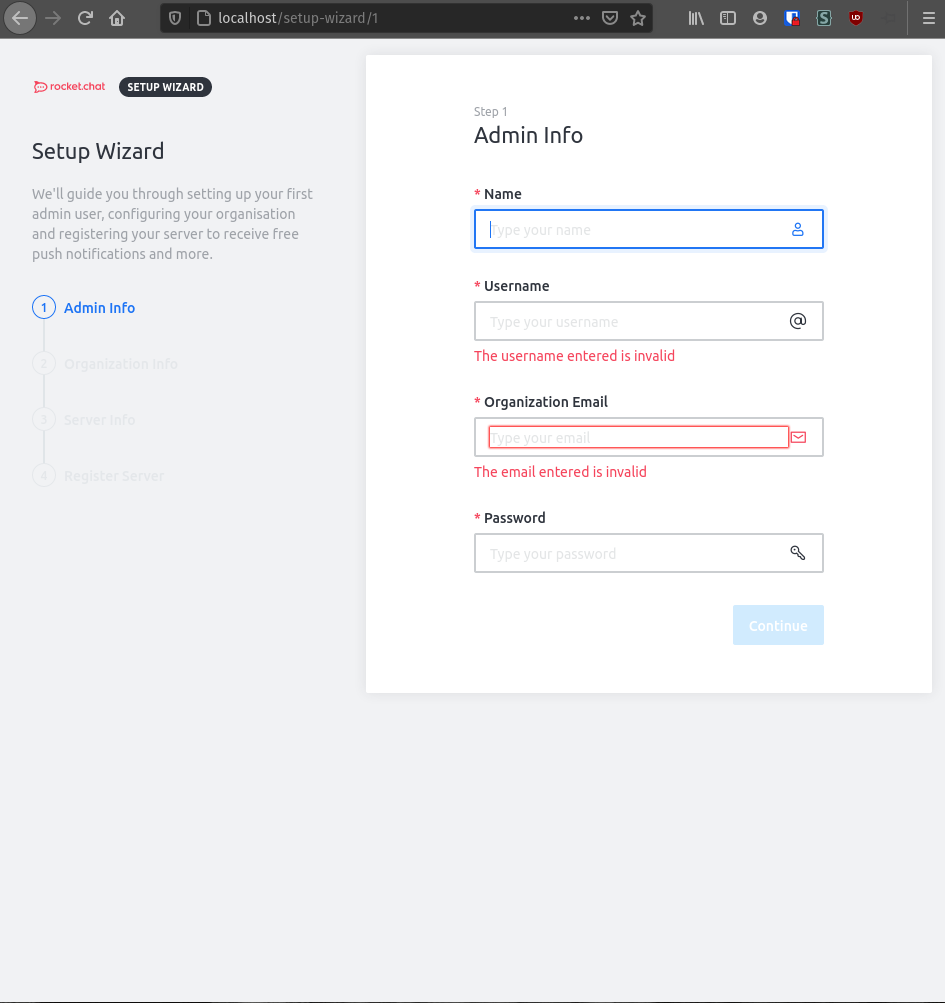 localhost/setup-wizard/1
rocket.chat SETUP WIZARD
Setup Wizard
We'll guide you through setting up your first
admin user, configuring your organisation
and registering your server to receive free
push notifications and more.
1 Admin Info
2 Organization Info
3 Server Info
4 Register Server
Step 1
Admin Info
* Name
Type your name
* Username
Type your username
@
The username entered is invalid
* Organization Email
Type your email
The email entered is invalid
* Password
Type your password
Continue